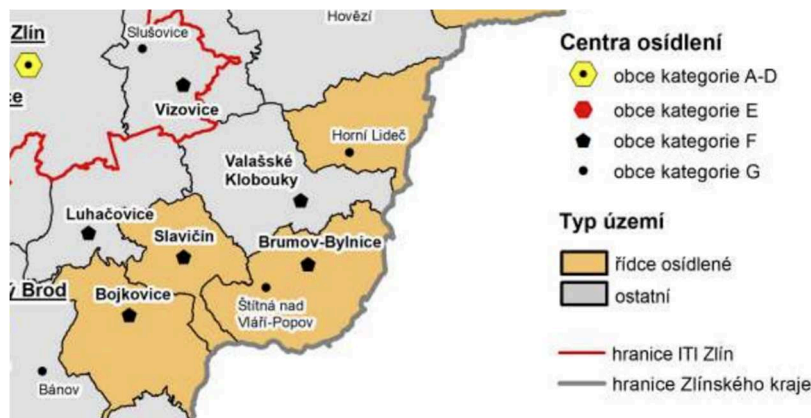 Hovězí
Zlín
Slušovice
ce
Vizovice
Horní Lideč
Valašské
Klobouky
Luhačovice
Slavičín
Brumov-Bylnice
ý Brod
Bojkovice
Štítná nad
Vláří-Popov
Bánov
Centra osídlení
obce kategorie A-D
obce kategorie E
obce kategorie F
obce kategorie G
Typ území
řídce osídlené
ostatní
hranice ITI Zlín
hranice Zlínského kraje